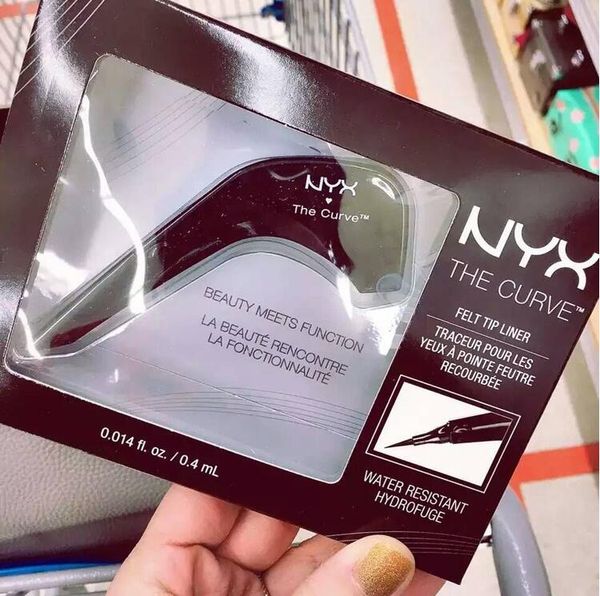 NYX
The Curve™
BEAUTY MEETS FUNCTION
LA BEAUTÉ RENCONTRE
LA FONCTIONNALITÉ
0.014 fl. oz. / 0.4 mL
NYX
THE CURVE™
FELT TIP LINER
TRACEUR POUR LES
YEUX À POINTE FEUTRE
RECOURBÉE
WATER RESISTANT
HYDROFUGE